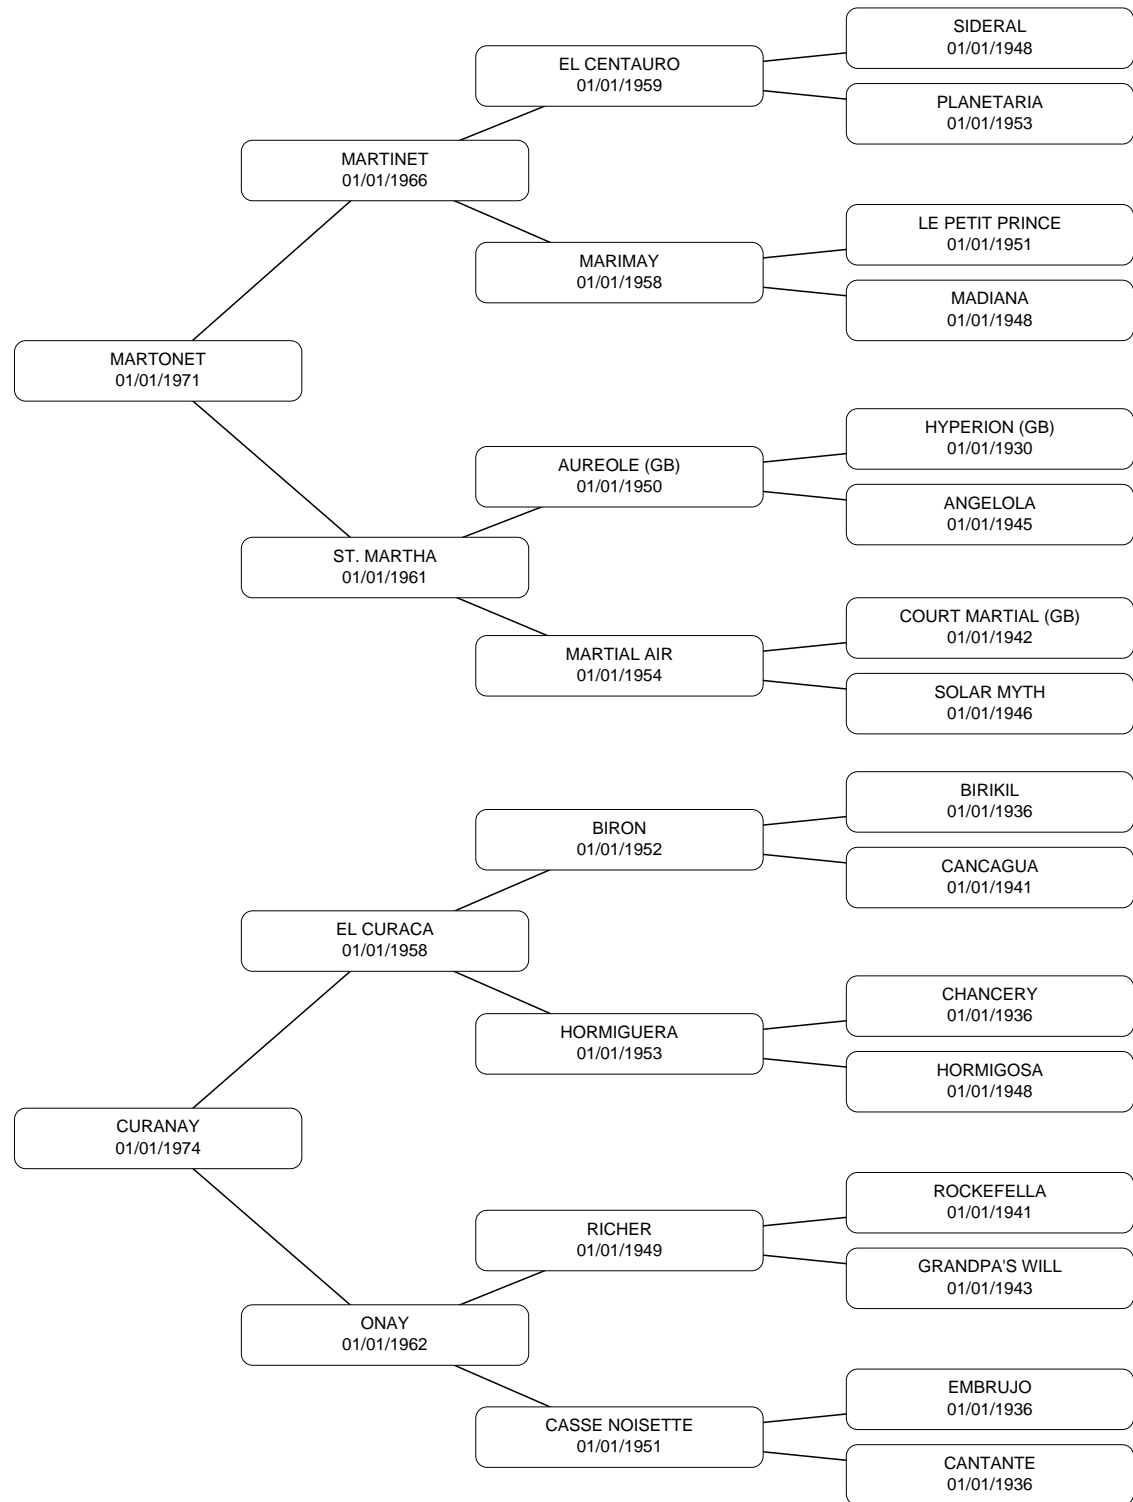 SIDERAL
01/01/1948
EL CENTAURO
01/01/1959
PLANETARIA
01/01/1953
MARTINET
01/01/1966
LE PETIT PRINCE
01/01/1951
MARIMAY
01/01/1958
MADIANA
01/01/1948
MARTONET
01/01/1971
HYPERION (GB)
01/01/1930
AUREOLE (GB)
01/01/1950
ANGELOLA
01/01/1945
ST. MARTHA
01/01/1961
COURT MARTIAL (GB)
01/01/1942
MARTIAL AIR
01/01/1954
SOLAR MYTH
01/01/1946
BIRIKIL
01/01/1936
BIRON
01/01/1952
CANCAGUA
01/01/1941
EL CURACA
01/01/1958
CHANCERY
01/01/1936
HORMIGUERA
01/01/1953
HORMIGOSA
01/01/1948
CURANAY
01/01/1974
ROCKEFELLA
01/01/1941
RICHER
01/01/1949
GRANDPA'S WILL
01/01/1943
ONAY
01/01/1962
EMBRUJO
01/01/1936
CASSE NOISETTE
01/01/1951
CANTANTE
01/01/1936